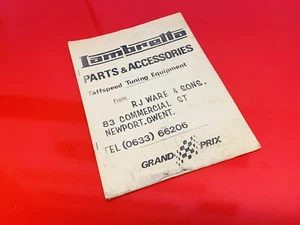 Lambretta
PARTS & ACCESSORIES
Taffspeed Tuning Equipment
from
R J WARE & SONS.
83 COMMERCIAL ST
NEWPORT, GWENT.
TEL (0633) 66206
GRAND PRIX